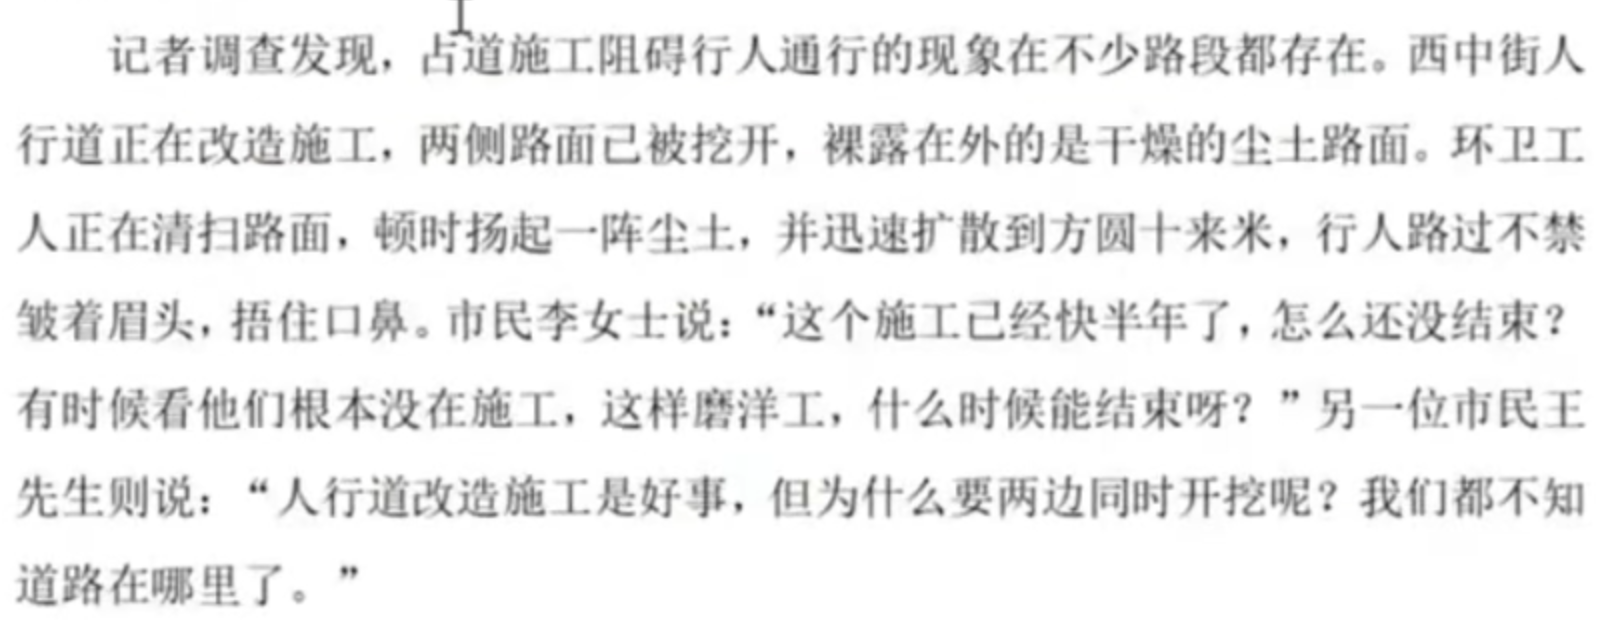 记者调查发现，占道施工阻碍行人通行的现象在不少路段都存在。西中街人
行道正在改造施工，两侧路面已被挖开，裸露在外的是干燥的尘土路面。环卫工
人正在清扫路面，顿时扬起一阵尘土，并迅速扩散到方圆十来米，行人路过不禁
皱着眉头，捂住口鼻。市民李女士说：“这个施工已经快半年了，怎么还没结束？
有时候看他们根本没在施工，这样磨洋工，什么时候能结束呀？”另一位市民王
先生则说：“人行道改造施工是好事，但为什么要两边同时开挖呢？我们都不知
道路在哪里了。”